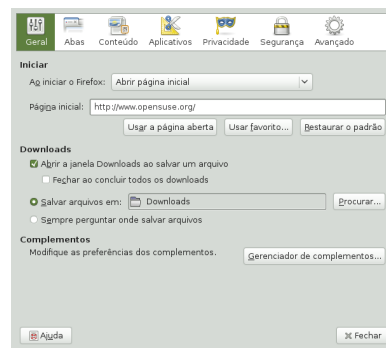 Geral Abas Conteúdo Aplicativos Privacidade Segurança Avançado
Iniciar
Ao iniciar o Firefox: Abrir página inicial
Página inicial: http://www.opensuse.org/
Usar a página aberta Usar favorito... Restaurar o padrão
Downloads
Abrir a janela Downloads ao salvar um arquivo
Fechar ao concluir todos os downloads
Salvar arquivos em: Downloads Procurar...
Sempre perguntar onde salvar arquivos
Complementos
Modifique as preferências dos complementos. Gerenciador de complementos...
Ajuda Fechar